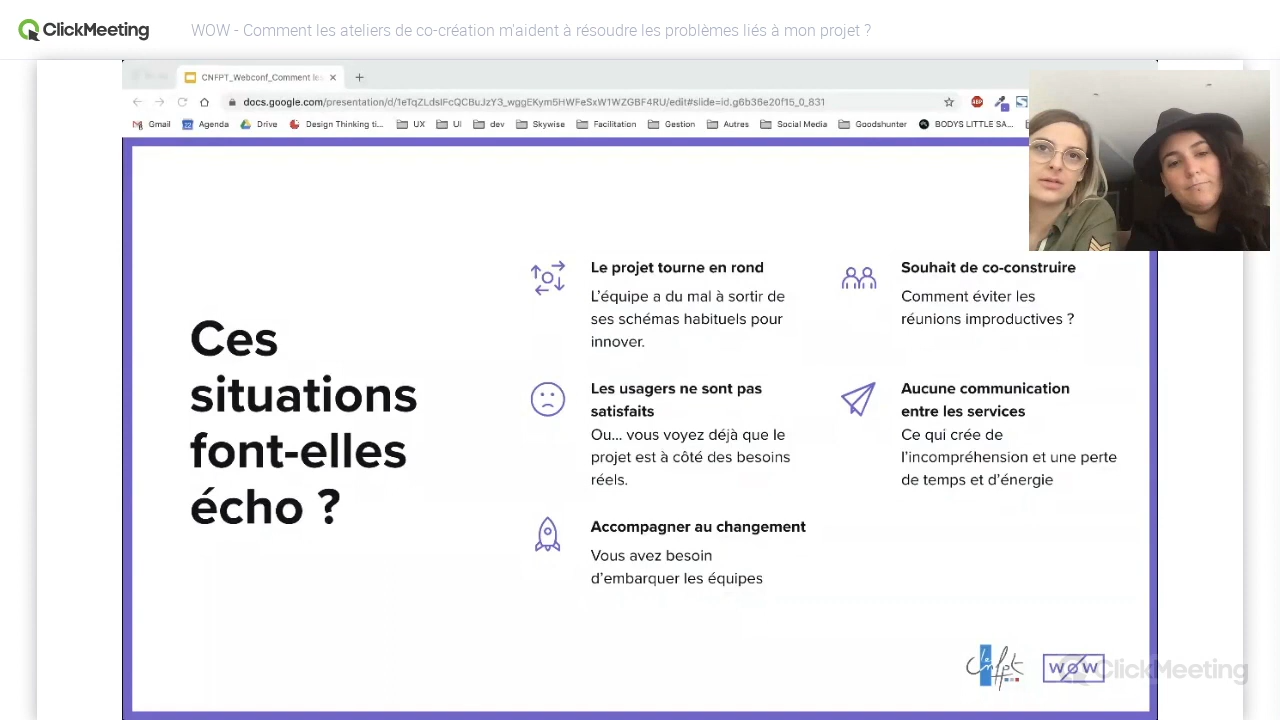 ClickMeeting
WOW - Comment les ateliers de co-création m'aident à résoudre les problèmes liés à mon projet ?
CNFPT_Webconf_Comment le
docs.google.com/presentation/d/
Gmail
Agenda
Drive
Design Thinking ti...
UX
UI
dev
Skywise
Facilitation
Gestion
Autres
Social Media
Goodshunter
BODYS LITTLE SA...
Ces
situations
font-elles
écho ?
Le projet tourne en rond
L'équipe a du mal à sortir de
ses schémas habituels pour
innover.
Souhait de co-construire
Comment éviter les
réunions improductives ?
Les usagers ne sont pas
satisfaits
Ou... vous voyez déjà que le
projet est à côté des besoins
réels.
Aucune communication
entre les services
Ce qui crée de
l'incompréhension et une perte
de temps et d'énergie
Accompagner au changement
Vous avez besoin
d'embarquer les équipes
cnfpt
WOW
ClickMeeting